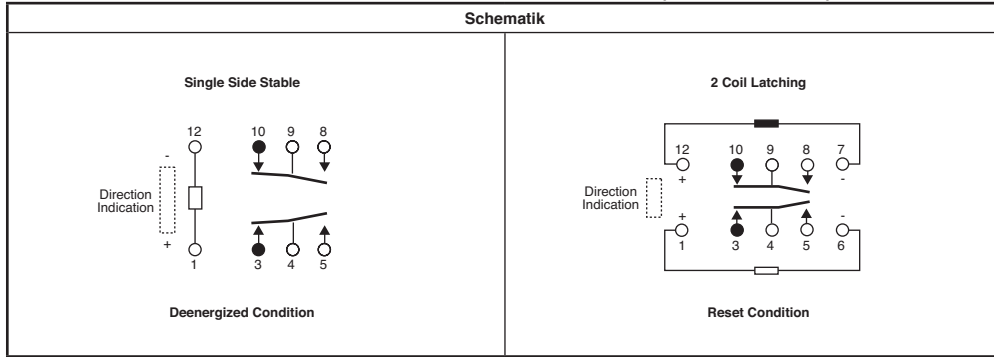 Schematik
Single Side Stable
12 10 9 8
-
Direction
Indication
+
1 3 4 5
Deenergized Condition
2 Coil Latching
12 10 9 8 7
+ -
Direction
Indication
+ -
1 3 4 5 6
Reset Condition